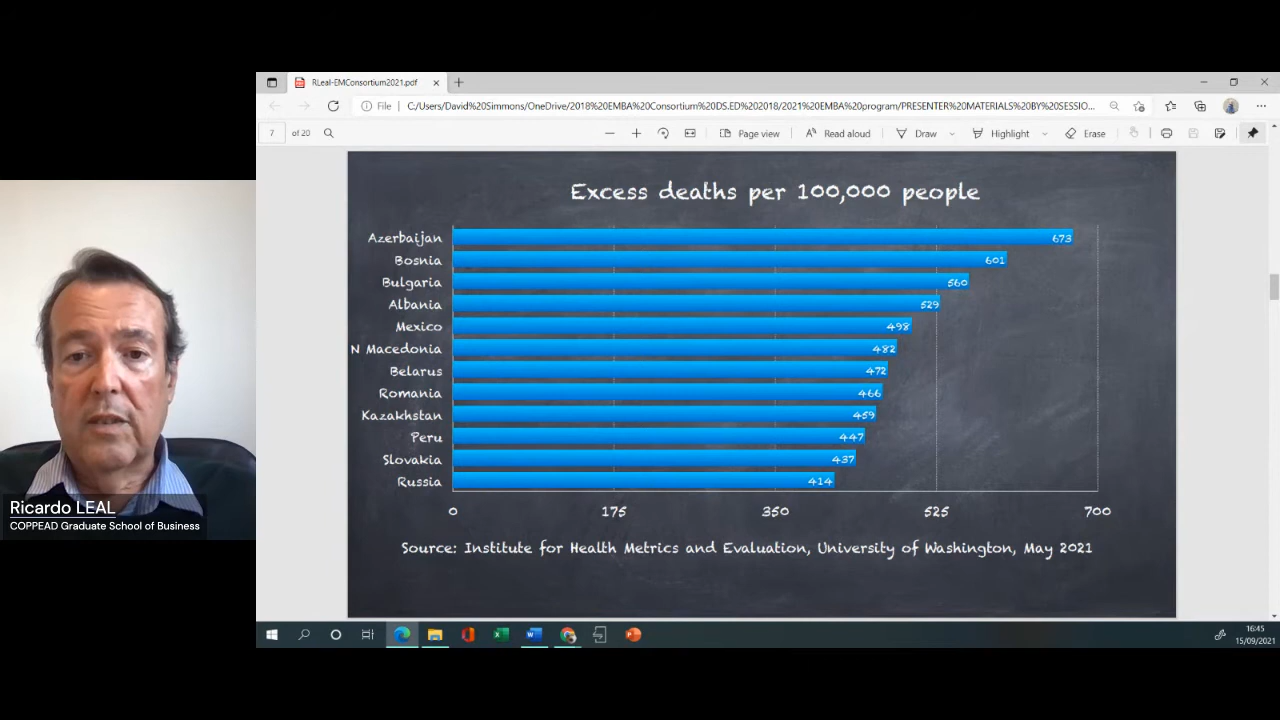 RLeal-EMConsortium2021.pdf
File
C:/Users/David%20Simmons/OneDrive/2018%20EMBA%20Consortium%20DS.ED%202018/2021%20EMBA%20program/PRESENTER%20MATERIALS%20BY%20SESSIO...
7 of 20
Page view
Read aloud
Draw
Highlight
Erase
Excess deaths per 100,000 people
Azerbaijan 673
Bosnia 601
Bulgaria 560
Albania 529
Mexico 498
N Macedonia 482
Belarus 472
Romania 466
Kazakhstan 459
Peru 447
Slovakia 437
Russia 414
0 175 350 525 700
Source: Institute for Health Metrics and Evaluation, University of Washington, May 2021
Ricardo LEAL
COPPEAD Graduate School of Business
16:45
15/09/2021